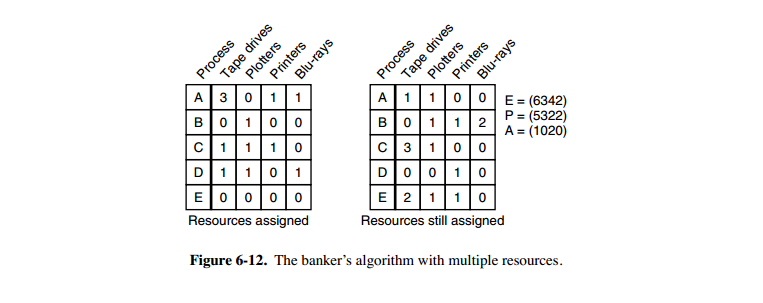 Process Tape drives Plotters Printers Blu-rays
A 3 0 1 1
B 0 1 0 0
C 1 1 1 0
D 1 1 0 1
E 0 0 0 0
Resources assigned
Process Tape drives Plotters Printers Blu-rays
A 1 1 0 0
B 0 1 1 2
C 3 1 0 0
D 0 0 1 0
E 2 1 1 0
Resources still assigned
E = (6342)
P = (5322)
A = (1020)
Figure 6-12. The banker’s algorithm with multiple resources.